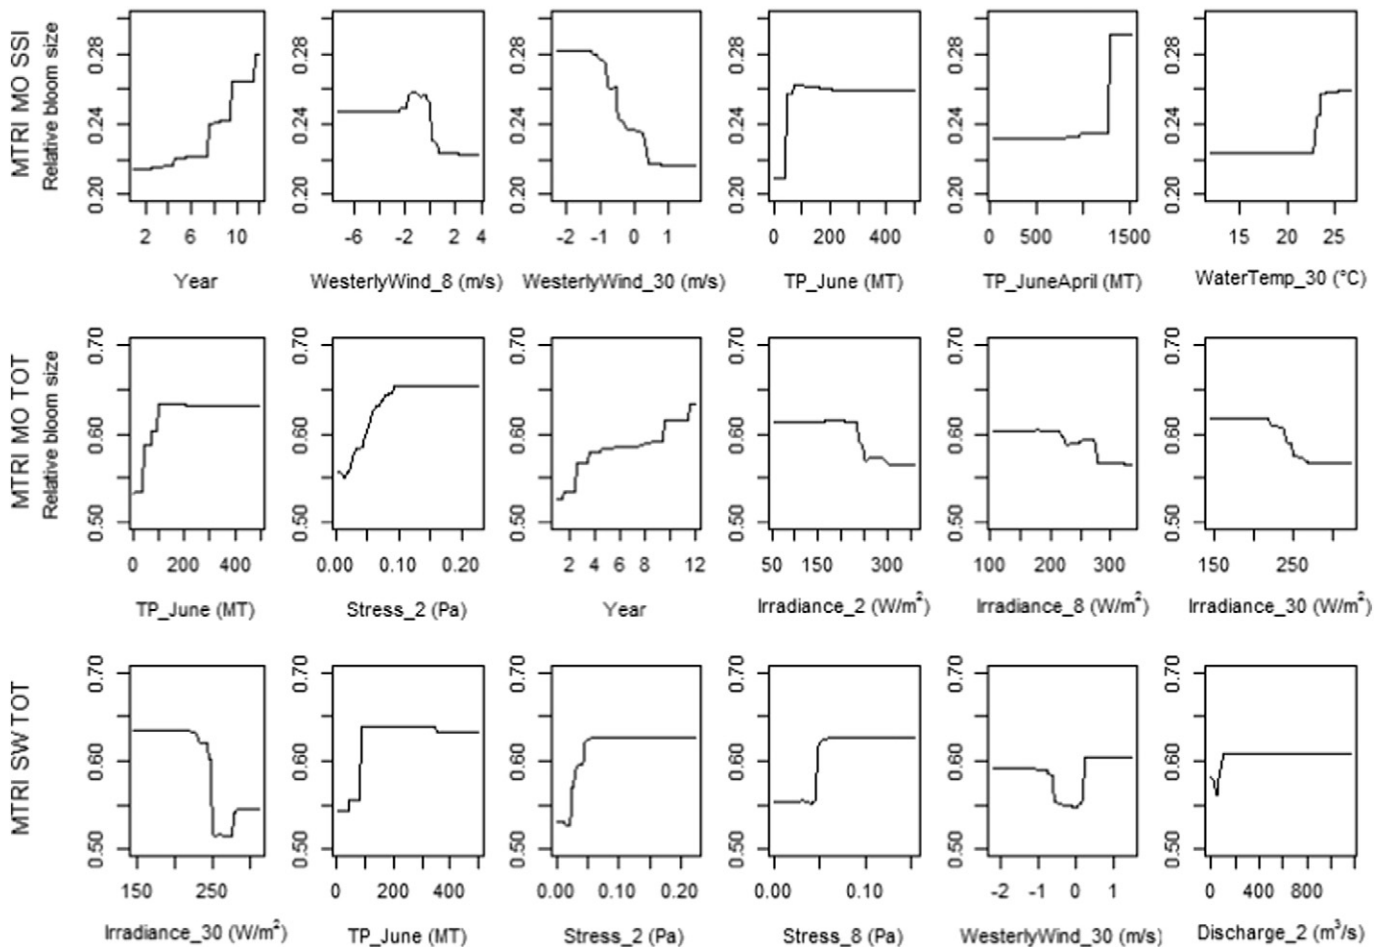 MTRI MO SSI
Relative bloom size
0.20 0.24 0.28
2 6 10
Year
0.20 0.24 0.28
-6 -2 2 4
WesterlyWind_8 (m/s)
0.20 0.24 0.28
-2 -1 0 1
WesterlyWind_30 (m/s)
0.20 0.24 0.28
0 200 400
TP_June (MT)
0.20 0.24 0.28
0 500 1500
TP_JuneApril (MT)
0.20 0.24 0.28
15 20 25
WaterTemp_30 (°C)
MTRI MO TOT
Relative bloom size
0.50 0.60 0.70
0 200 400
TP_June (MT)
0.50 0.60 0.70
0.00 0.10 0.20
Stress_2 (Pa)
0.50 0.60 0.70
2 4 6 8 12
Year
0.50 0.60 0.70
50 150 300
Irradiance_2 (W/m²)
0.50 0.60 0.70
100 200 300
Irradiance_8 (W/m²)
0.50 0.60 0.70
150 250
Irradiance_30 (W/m²)
MTRI SW TOT
0.50 0.60 0.70
150 250
Irradiance_30 (W/m²)
0.50 0.60 0.70
0 200 400
TP_June (MT)
0.50 0.60 0.70
0.00 0.10 0.20
Stress_2 (Pa)
0.50 0.60 0.70
0.00 0.10
Stress_8 (Pa)
0.50 0.60 0.70
-2 -1 0 1
WesterlyWind_30 (m/s)
0.50 0.60 0.70
0 400 800
Discharge_2 (m³/s)